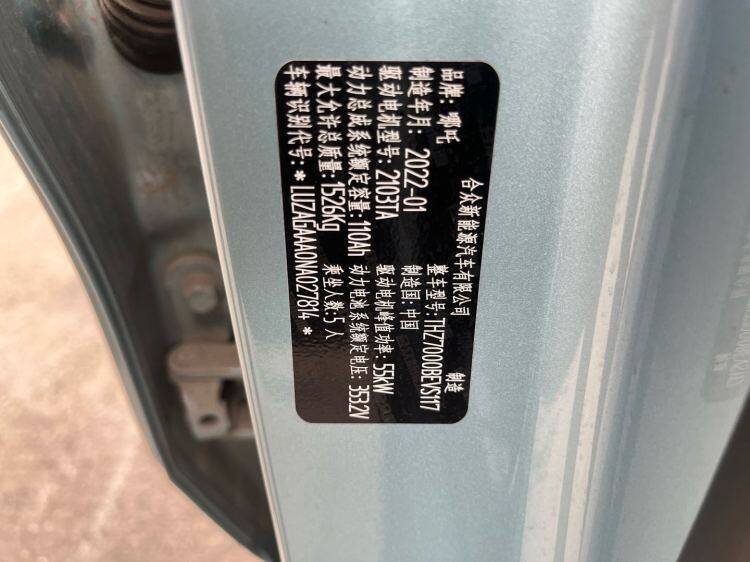 合众新能源汽车有限公司 制造
品牌: 哪吒 整车型号: THZ7000BEVS117
制造年月: 2022-01 制造国: 中国
驱动电机型号: 2103TA 驱动电机峰值功率: 55kW
动力总成系统额定容量: 110Ah 动力电池系统额定电压: 353.2V
最大允许总质量: 1526Kg 乘坐人数: 5人
车辆识别代号: *LUZAGAAA0NA027814*